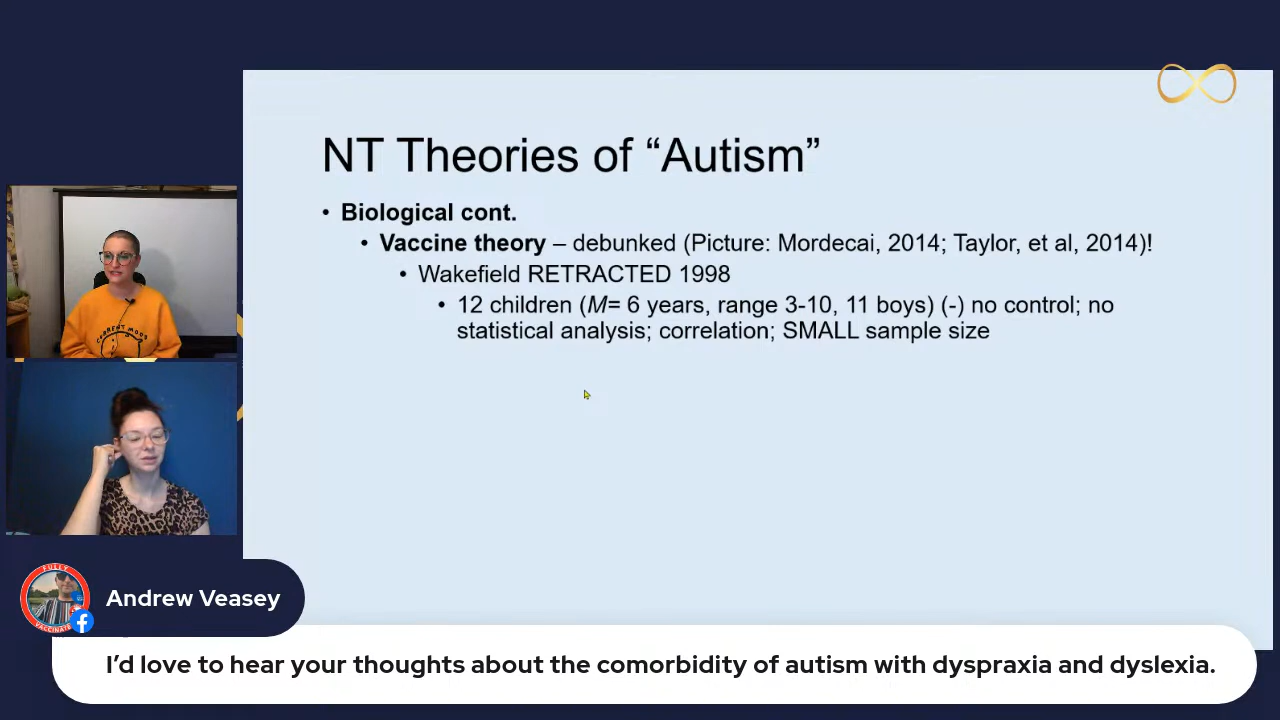 NT Theories of “Autism”
• Biological cont.
• Vaccine theory – debunked (Picture: Mordecai, 2014; Taylor, et al, 2014)!
• Wakefield RETRACTED 1998
• 12 children (M= 6 years, range 3-10, 11 boys) (-) no control; no
statistical analysis; correlation; SMALL sample size
FULLY
VACCINATED
Andrew Veasey
I’d love to hear your thoughts about the comorbidity of autism with dyspraxia and dyslexia.